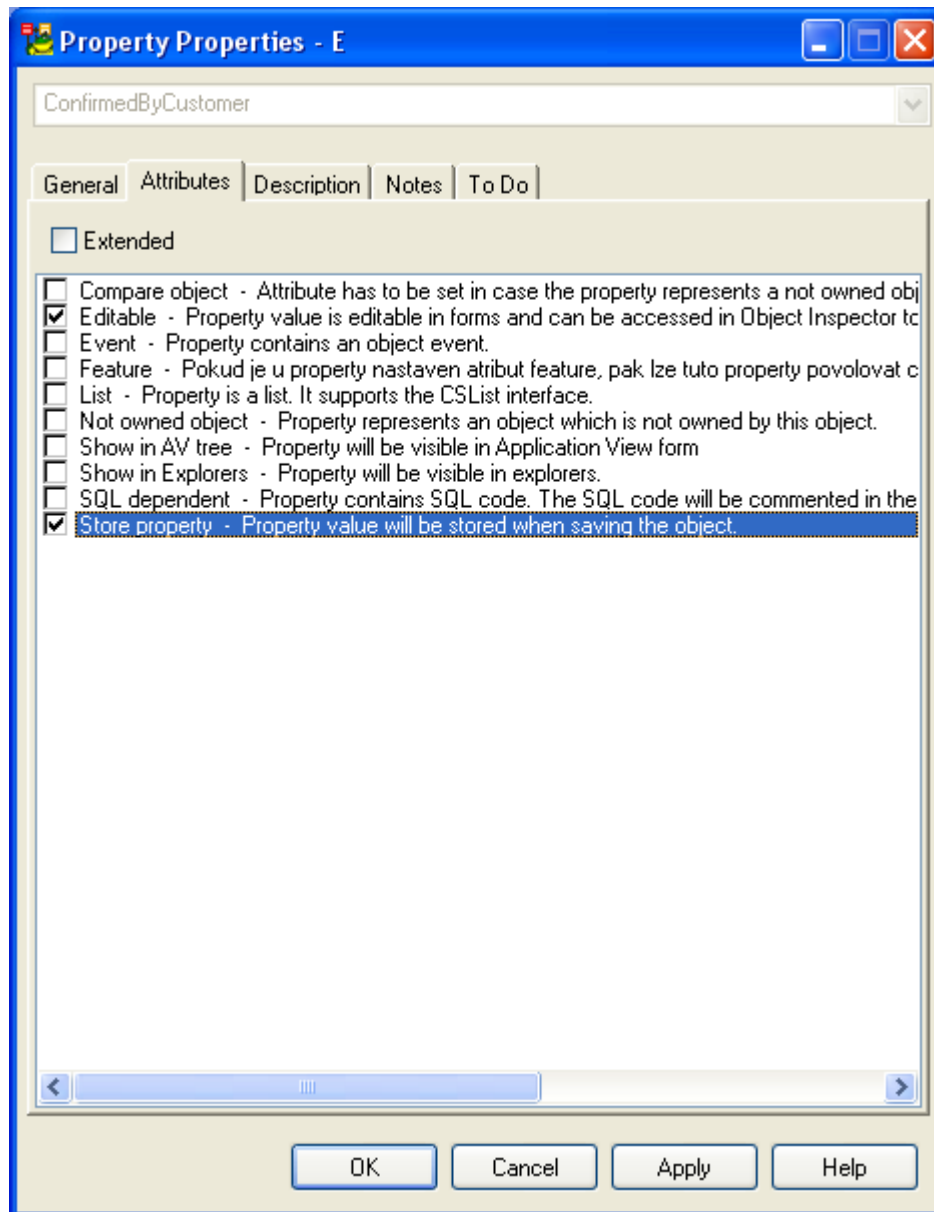 Property Properties - E
ConfirmedByCustomer
General Attributes Description Notes To Do
Extended
Compare object - Attribute has to be set in case the property represents a not owned obj
Editable - Property value is editable in forms and can be accessed in Object Inspector to
Event - Property contains an object event.
Feature - Pokud je u property nastaven atribut feature, pak lze tuto property povolovat c
List - Property is a list. It supports the CSList interface.
Not owned object - Property represents an object which is not owned by this object.
Show in AV tree - Property will be visible in Application View form
Show in Explorers - Property will be visible in explorers.
SQL dependent - Property contains SQL code. The SQL code will be commented in the
Store property - Property value will be stored when saving the object.
OK Cancel Apply Help